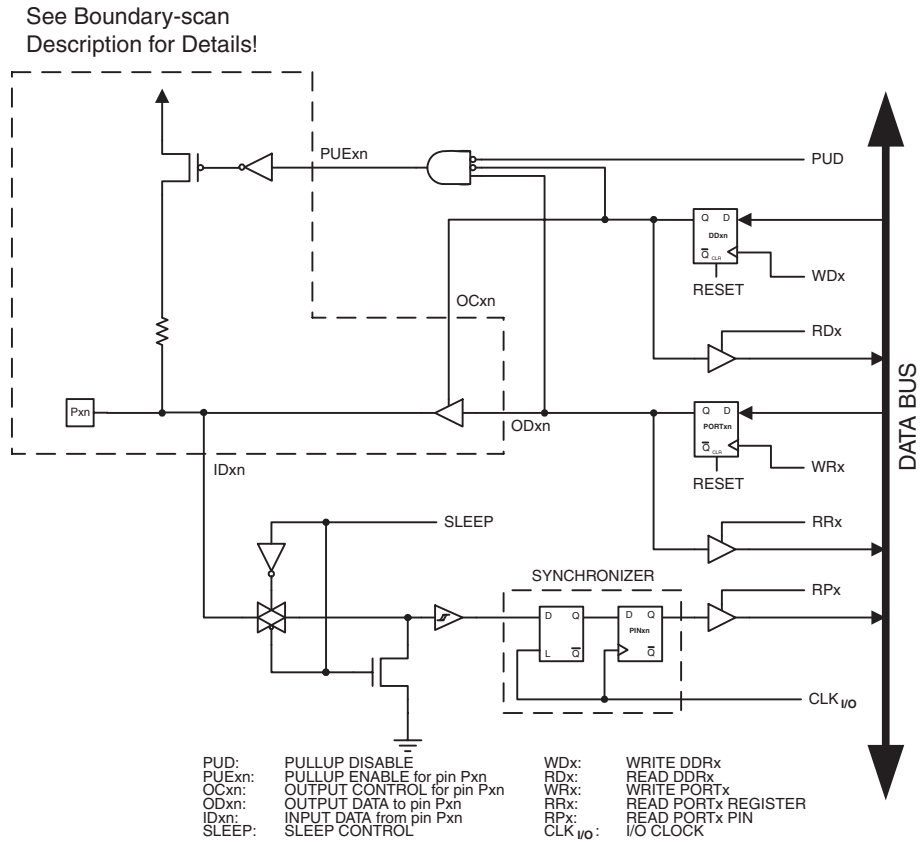 See Boundary-scan
Description for Details!
PUExn
PUD
Q D
DDxn
Q CLR
WDx
RESET
OCxn
RDx
Pxn
ODxn
Q D
PORTxn
Q CLR
WRx
RESET
IDxn
SLEEP
RRx
SYNCHRONIZER
RPx
D Q
L Q
D Q
PINxn
Q
CLK I/O
DATA BUS
PUD: PULLUP DISABLE
PUExn: PULLUP ENABLE for pin Pxn
OCxn: OUTPUT CONTROL for pin Pxn
ODxn: OUTPUT DATA to pin Pxn
IDxn: INPUT DATA from pin Pxn
SLEEP: SLEEP CONTROL
WDx: WRITE DDRx
RDx: READ DDRx
WRx: WRITE PORTx
RRx: READ PORTx REGISTER
RPx: READ PORTx PIN
CLK I/O: I/O CLOCK